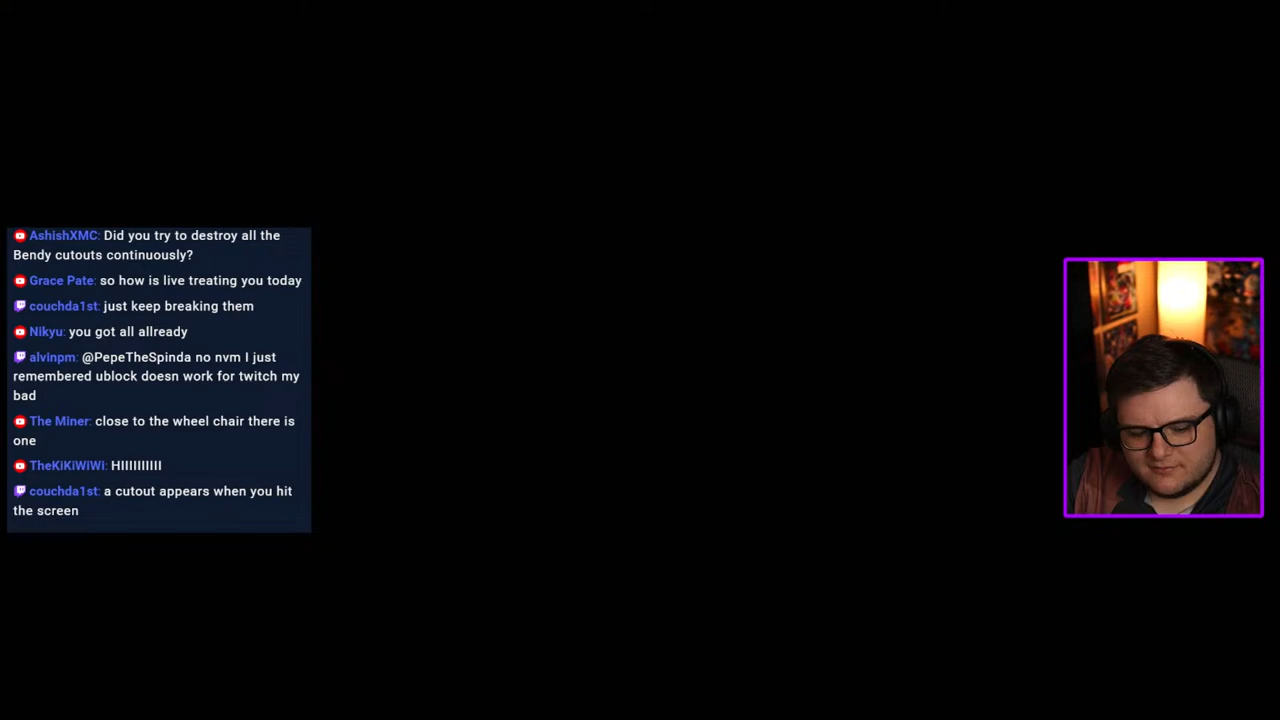 AshishXMC: Did you try to destroy all the
Bendy cutouts continuously?
Grace Pate: so how is live treating you today
couchda1st: just keep breaking them
Nikyu: you got all allready
alvinpm: @PepeTheSpinda no nvm I just
remembered ublock doesn work for twitch my
bad
The Miner: close to the wheel chair there is
one
TheKiKiWiWi: HIIIIIIIIII
couchda1st: a cutout appears when you hit
the screen